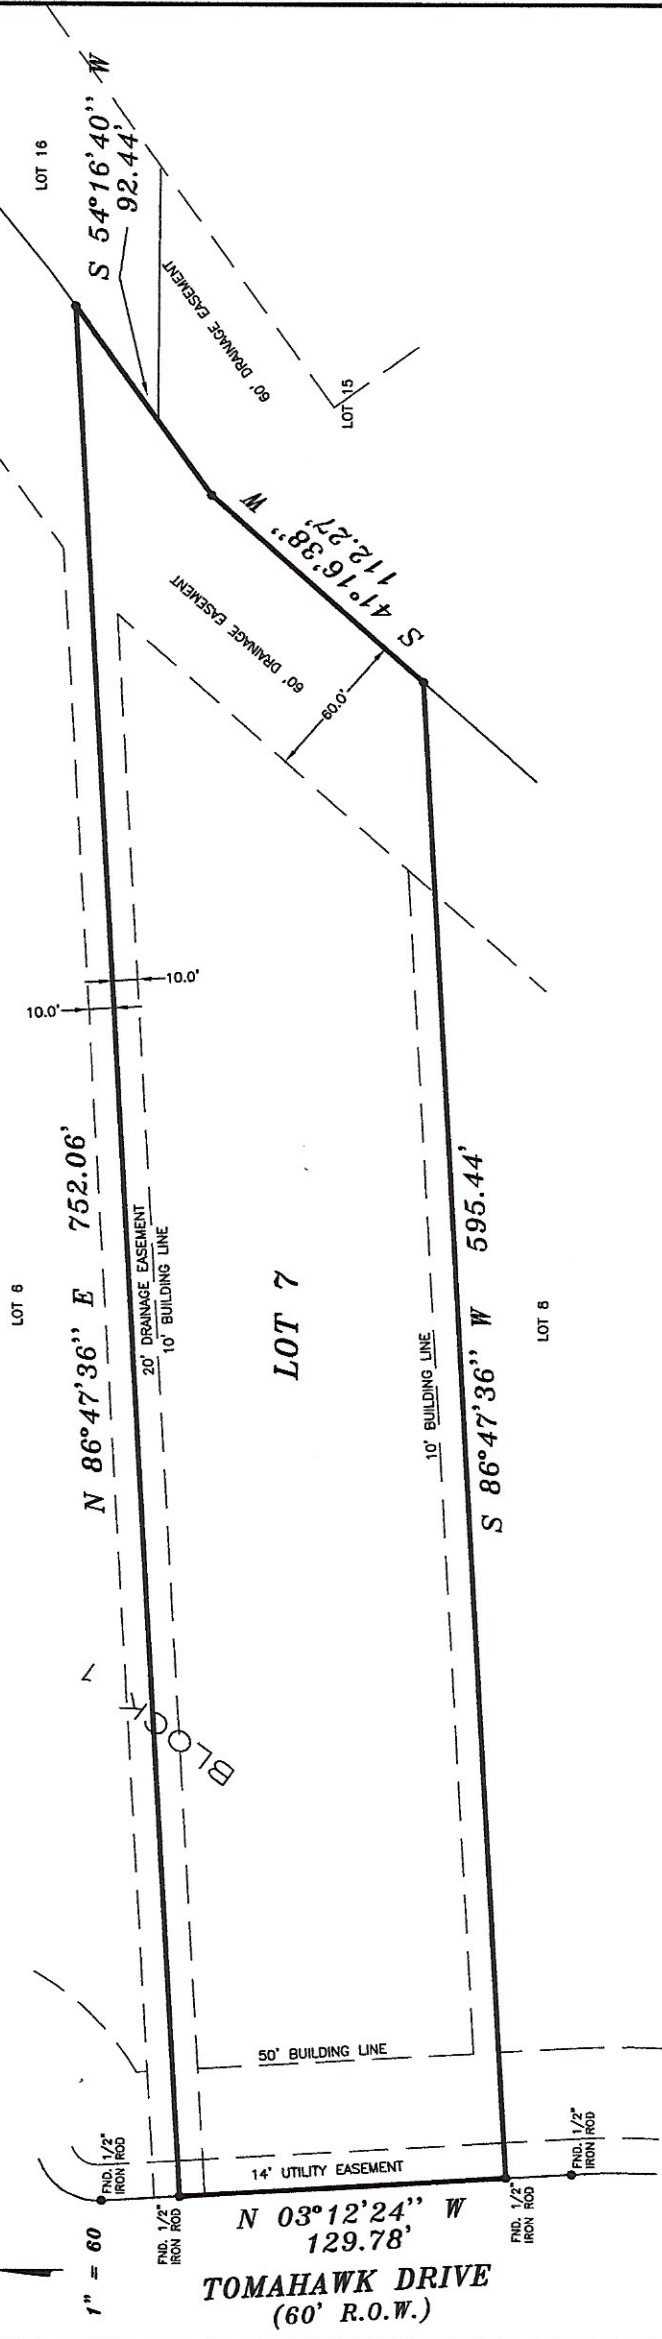 LOT 16
S 54°16'40" W
92.44'
60' DRAINAGE EASEMENT
LOT 15
S 41°16'38" W
112.27'
60' DRAINAGE EASEMENT
60.0'
10.0'
10.0'
N 86°47'36" E 752.06'
20' DRAINAGE EASEMENT
10' BUILDING LINE
LOT 6
LOT 7
10' BUILDING LINE
S 86°47'36" W 595.44'
LOT 8
BLOCK 1
50' BUILDING LINE
14' UTILITY EASEMENT
FND. 1/2"
IRON ROD
FND. 1/2"
IRON ROD
FND. 1/2"
IRON ROD
FND. 1/2"
IRON ROD
N 03°12'24" W
129.78'
1" = 60
TOMAHAWK DRIVE
(60' R.O.W.)